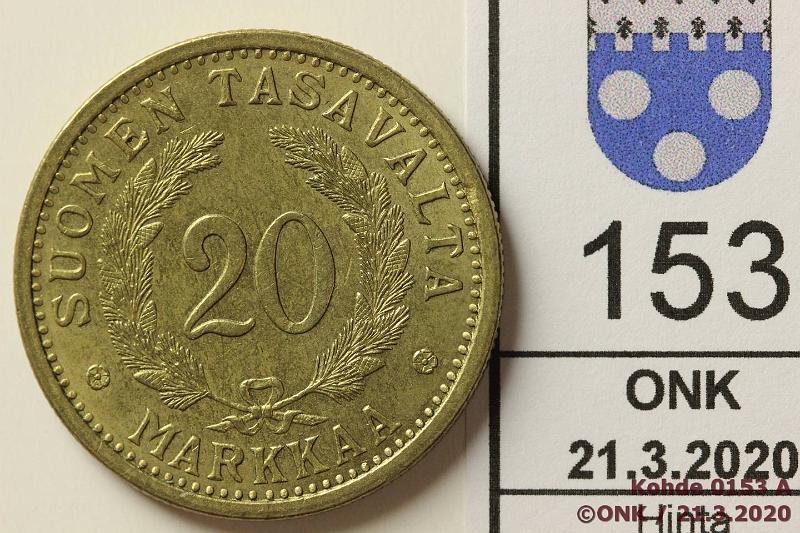 SUOMEN TASAVALTA
20
MARKKAA
153
ONK
21.3.2020
Hinta
Kohde 0153 A
©ONK / 21.3.2020